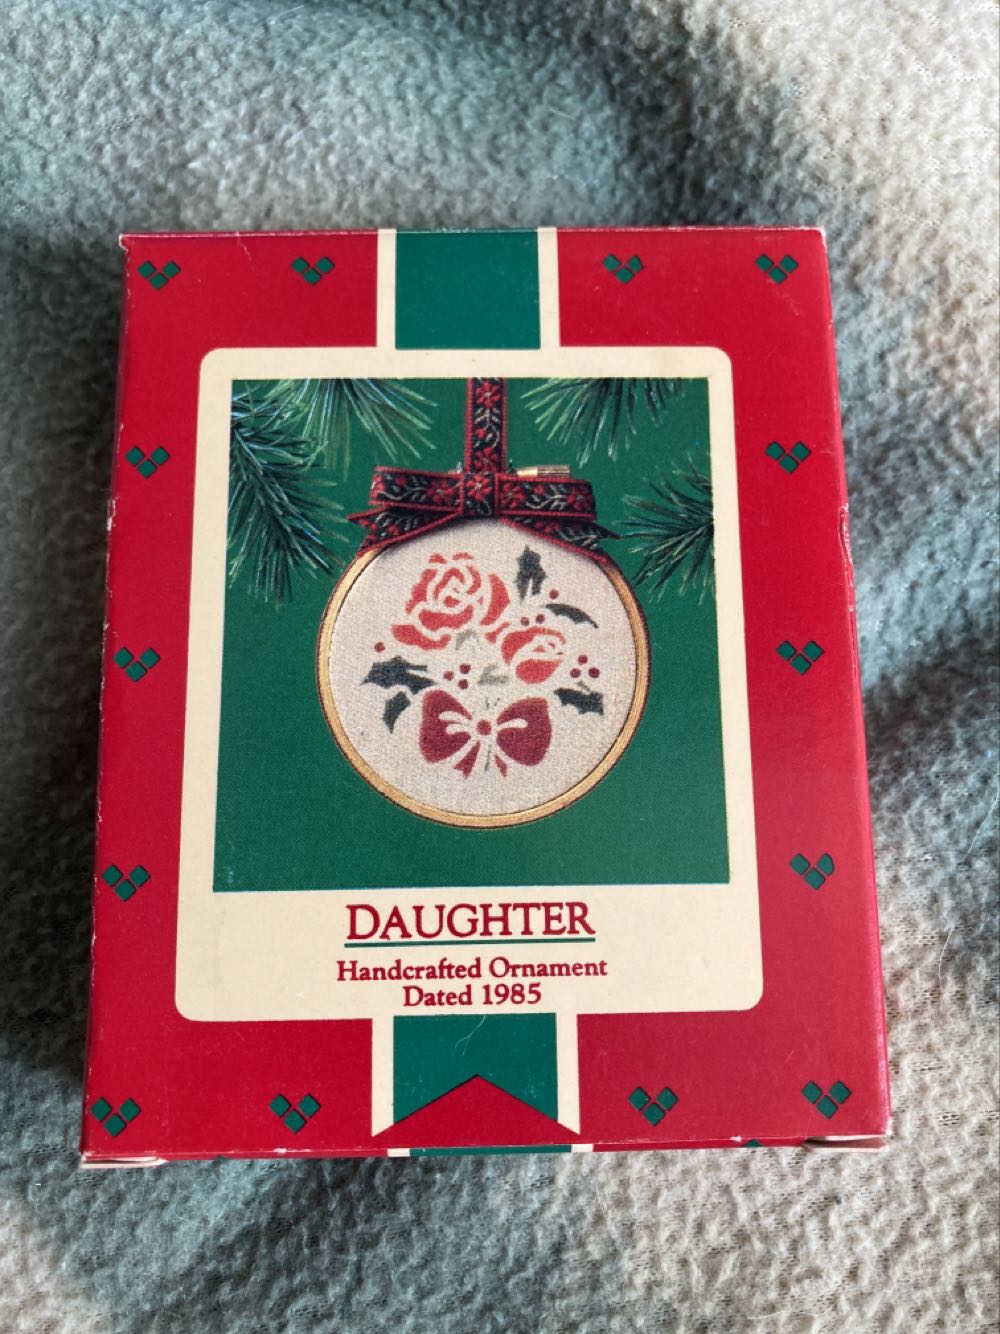 DAUGHTER
Handcrafted Ornament
Dated 1985